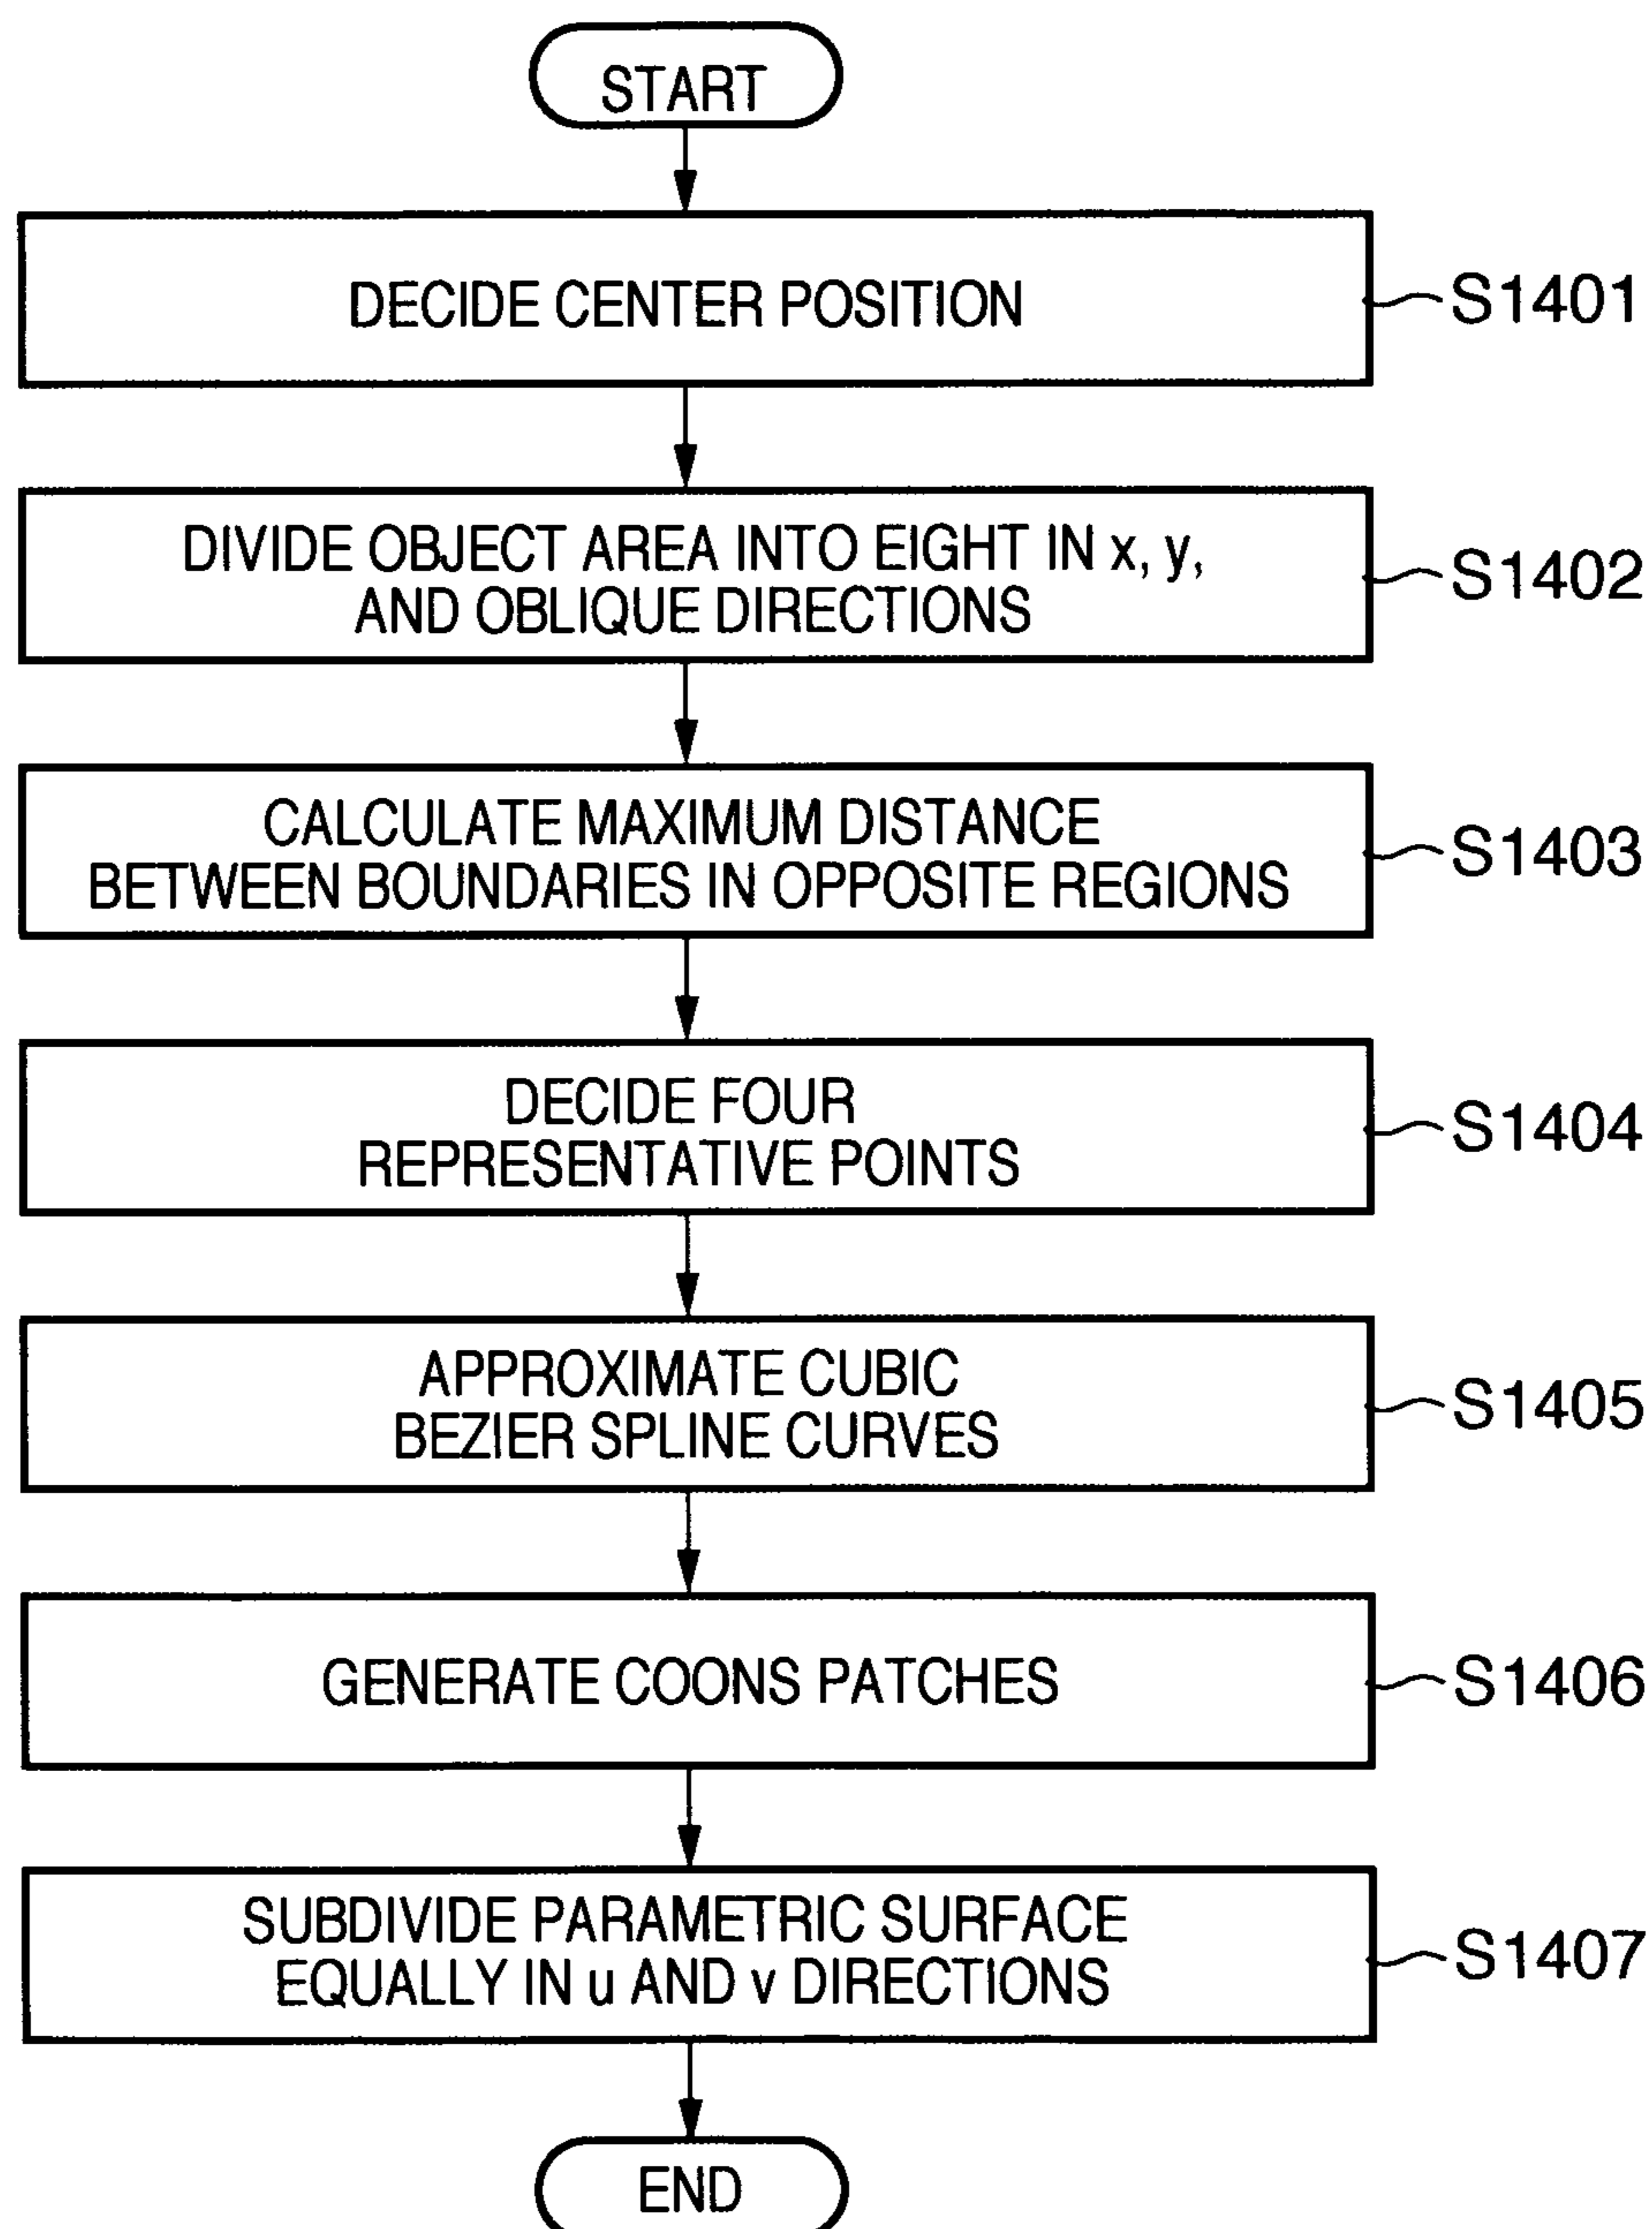 START
DECIDE CENTER POSITION
S1401
DIVIDE OBJECT AREA INTO EIGHT IN x, y,
AND OBLIQUE DIRECTIONS
S1402
CALCULATE MAXIMUM DISTANCE
BETWEEN BOUNDARIES IN OPPOSITE REGIONS
S1403
DECIDE FOUR
REPRESENTATIVE POINTS
S1404
APPROXIMATE CUBIC
BEZIER SPLINE CURVES
S1405
GENERATE COONS PATCHES
S1406
SUBDIVIDE PARAMETRIC SURFACE
EQUALLY IN u AND v DIRECTIONS
S1407
END